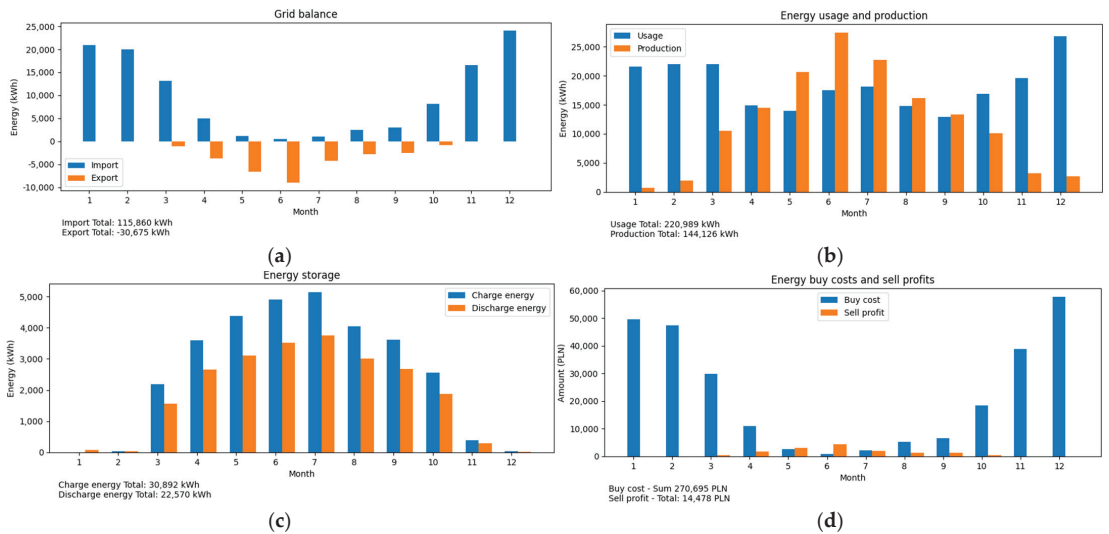 Grid balance
25,000
20,000
15,000
10,000
5,000
0
-5,000
-10,000
Energy (kWh)
Import
Export
1 2 3 4 5 6 7 8 9 10 11 12
Month
Import Total: 115,860 kWh
Export Total: -30,675 kWh
(a)
Energy usage and production
Usage
Production
25,000
20,000
15,000
10,000
5,000
0
Energy (kWh)
1 2 3 4 5 6 7 8 9 10 11 12
Month
Usage Total: 220,989 kWh
Production Total: 144,126 kWh
(b)
Energy storage
Charge energy
Discharge energy
5,000
4,000
3,000
2,000
1,000
0
Energy (kWh)
1 2 3 4 5 6 7 8 9 10 11 12
Month
Charge energy Total: 30,892 kWh
Discharge energy Total: 22,570 kWh
(c)
Energy buy costs and sell profits
Buy cost
Sell profit
60,000
50,000
40,000
30,000
20,000
10,000
0
Amount (PLN)
1 2 3 4 5 6 7 8 9 10 11 12
Month
Buy cost - Sum 270,695 PLN
Sell profit - Total: 14,478 PLN
(d)